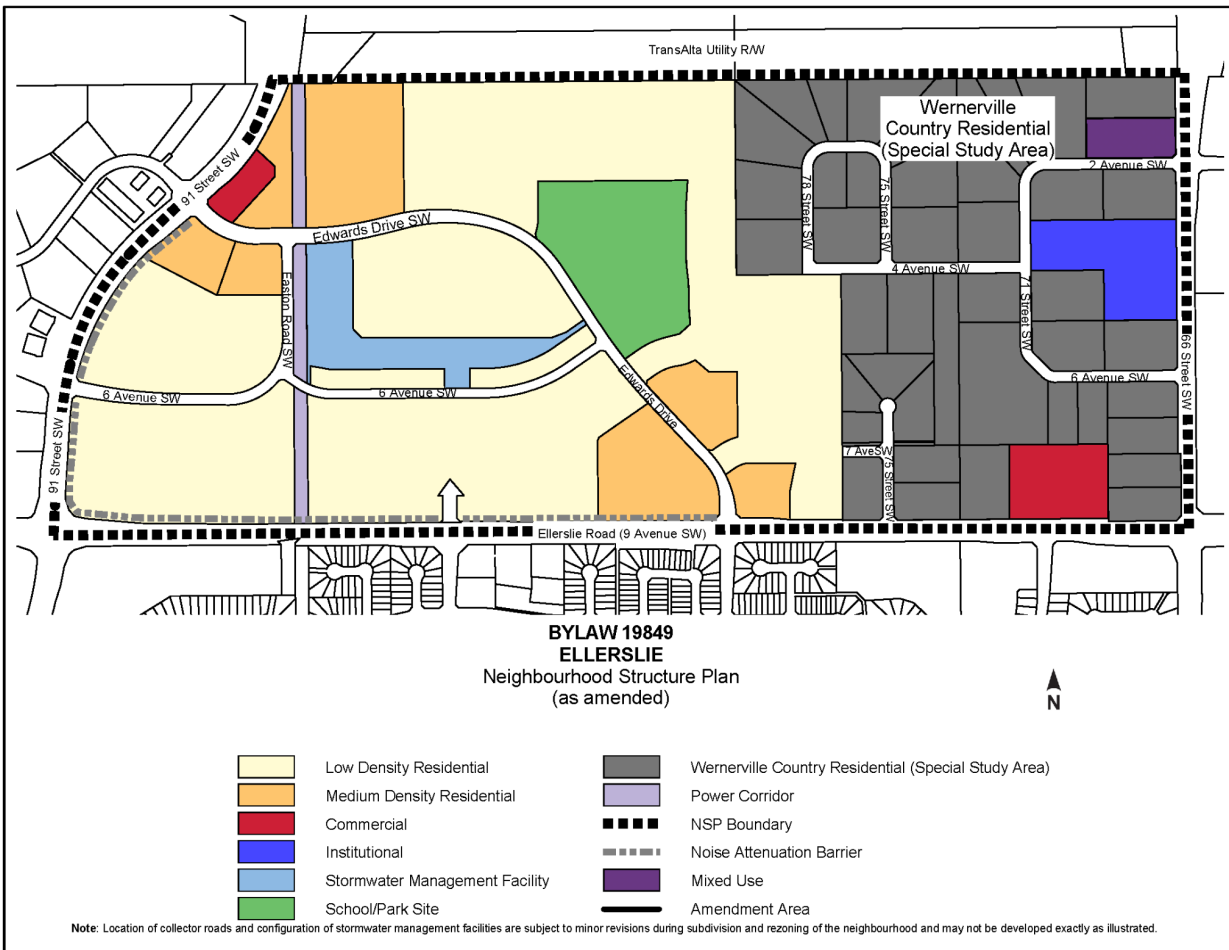 TransAlta Utility R/W
Wernerville
Country Residential
(Special Study Area)
91 Street SW
2 Avenue SW
78 Street SW
75 Street SW
Edwards Drive SW
4 Avenue SW
Easton Road SW
71 Street SW
66 Street SW
6 Avenue SW
6 Avenue SW
6 Avenue SW
Edwards Drive
91 Street SW
7 AveSW
75 Street SW
Ellerslie Road (9 Avenue SW)
BYLAW 19849
ELLERSLIE
Neighbourhood Structure Plan
(as amended)
N
Low Density Residential
Medium Density Residential
Commercial
Institutional
Stormwater Management Facility
School/Park Site
Wernerville Country Residential (Special Study Area)
Power Corridor
NSP Boundary
Noise Attenuation Barrier
Mixed Use
Amendment Area
Note: Location of collector roads and configuration of stormwater management facilities are subject to minor revisions during subdivision and rezoning of the neighbourhood and may not be developed exactly as illustrated.